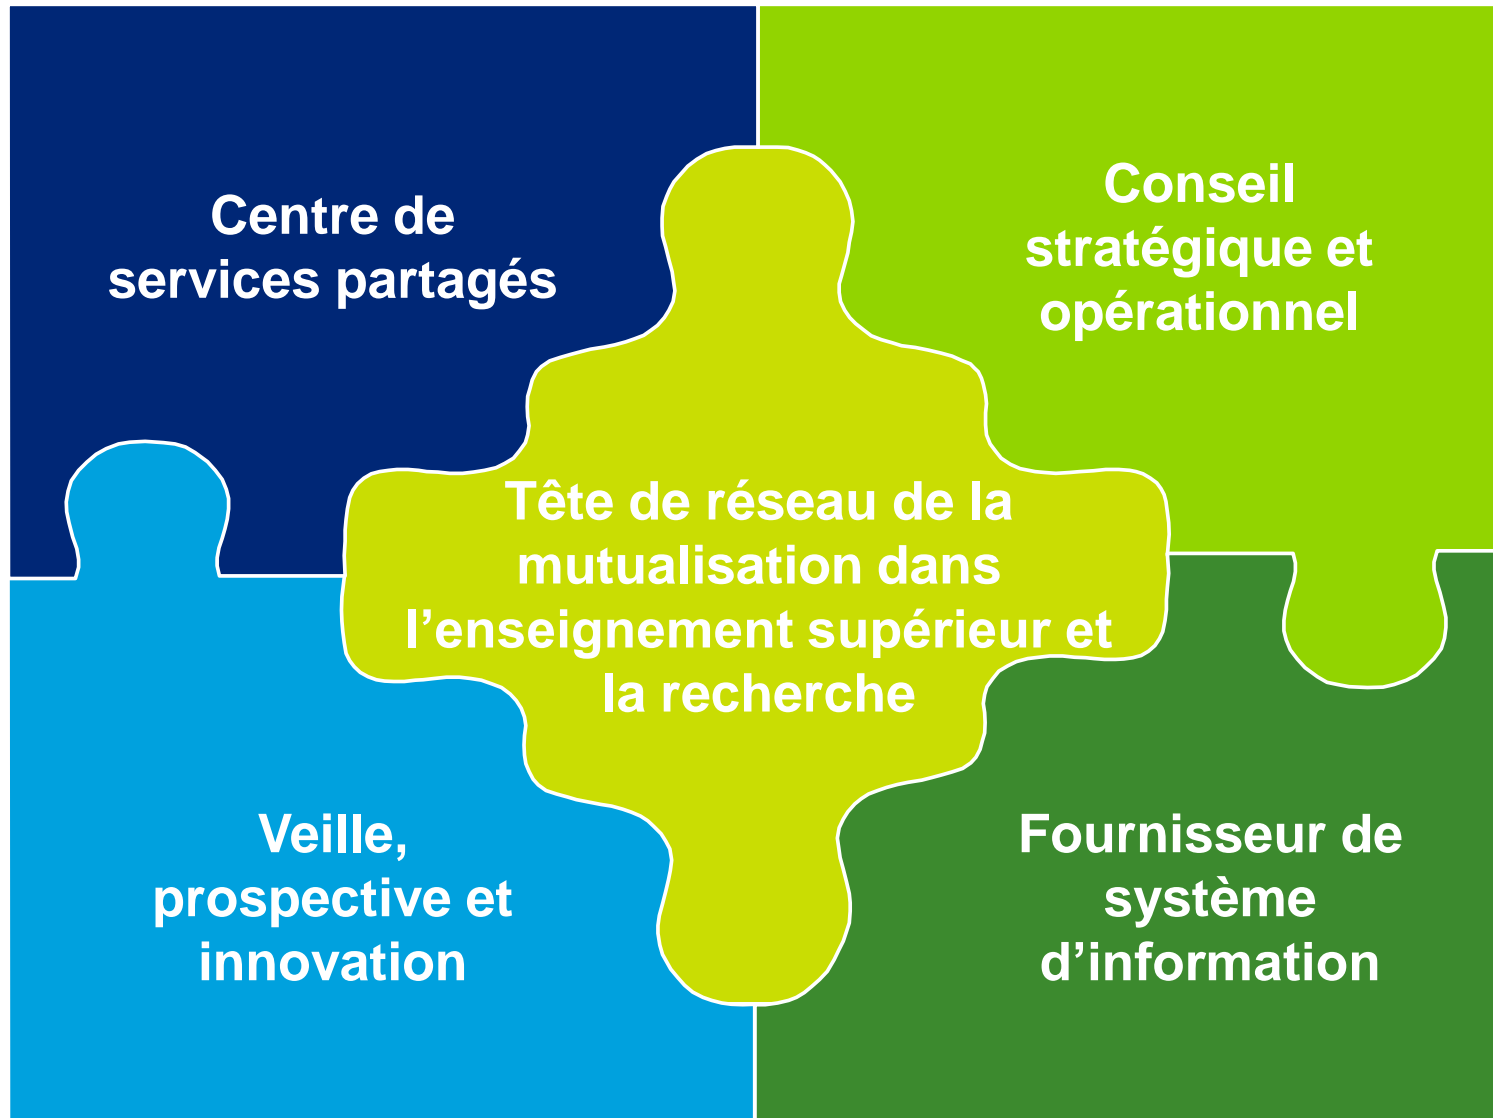 Centre de
services partagés
Conseil
stratégique et
opérationnel
Tête de réseau de la
mutualisation dans
l’enseignement supérieur et
la recherche
Veille,
prospective et
innovation
Fournisseur de
système
d’information